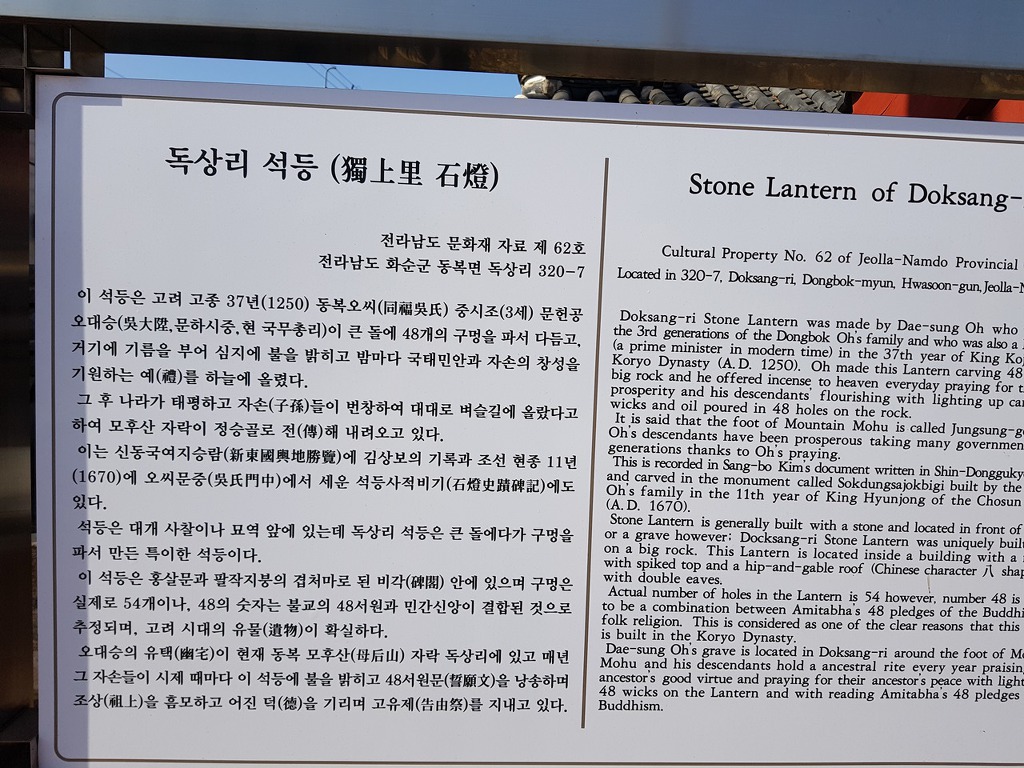 독상리 석등 (獨上里 石燈)
전라남도 문화재 자료 제 62호
전라남도 화순군 동복면 독상리 320-7
이 석등은 고려 고종 37년(1250) 동복오씨(同福吳氏) 중시조(3세) 문헌공
오대승(吳大陞,문하시중,현 국무총리)이 큰 돌에 48개의 구멍을 파서 다듬고,
거기에 기름을 부어 심지에 불을 밝히고 밤마다 국태민안과 자손의 창성을
기원하는 예(禮)를 하늘에 올렸다.
그 후 나라가 태평하고 자손(子孫)들이 번창하여 대대로 벼슬길에 올랐다고
하여 모후산 자락이 정승골로 전(傳)해 내려오고 있다.
이는 신동국여지승람(新東國輿地勝覽)에 김상보의 기록과 조선 현종 11년
(1670)에 오씨문중(吳氏門中)에서 세운 석등사적비기(石燈史蹟碑記)에도
있다.
석등은 대개 사찰이나 묘역 앞에 있는데 독상리 석등은 큰 돌에다가 구멍을
파서 만든 특이한 석등이다.
이 석등은 홍살문과 팔작지붕의 겹처마로 된 비각(碑閣) 안에 있으며 구멍은
실제로 54개이나, 48의 숫자는 불교의 48서원과 민간신앙이 결합된 것으로
추정되며, 고려 시대의 유물(遺物)이 확실하다.
오대승의 유택(幽宅)이 현재 동복 모후산(母后山) 자락 독상리에 있고 매년
그 자손들이 시제 때마다 이 석등에 불을 밝히고 48서원문(誓願文)을 낭송하며
조상(祖上)을 흠모하고 어진 덕(德)을 기리며 고유제(告由祭)를 지내고 있다.
Stone Lantern of Doksang-
Cultural Property No. 62 of Jeolla-Namdo Provincial
Located in 320-7, Doksang-ri, Dongbok-myun, Hwasoon-gun, Jeolla-N
Doksang-ri Stone Lantern was made by Dae-sung Oh who
the 3rd generations of the Dongbok Oh's family and who was also a
(a prime minister in modern time) in the 37th year of King Ko
Koryo Dynasty (A.D. 1250). Oh made this Lantern carving 48
big rock and he offered incense to heaven everyday praying for t
prosperity and his descendants' flourishing with lighting up ca
wicks and oil poured in 48 holes on the rock.
It is said that the foot of Mountain Mohu is called Jungsung-g
Oh's descendants have been prosperous taking many governmen
generations thanks to Oh's praying.
This is recorded in Sang-bo Kim's document written in Shin-Dongguky
and carved in the monument called Sokdungsajokbigi built by the
Oh's family in the 11th year of King Hyunjong of the Chosun
(A.D. 1670).
Stone Lantern is generally built with a stone and located in front of
or a grave however; Docksang-ri Stone Lantern was uniquely buil
on a big rock. This Lantern is located inside a building with a
with spiked top and a hip-and-gable roof (Chinese character 八 shap
with double eaves.
Actual number of holes in the Lantern is 54 however, number 48 is
to be a combination between Amitabha's 48 pledges of the Buddhi
folk religion. This is considered as one of the clear reasons that this
is built in the Koryo Dynasty.
Dae-sung Oh's grave is located in Doksang-ri around the foot of Mo
Mohu and his descendants hold a ancestral rite every year praisin
ancestor's good virtue and praying for their ancestor's peace with light
48 wicks on the Lantern and with reading Amitabha's 48 pledges
Buddhism.